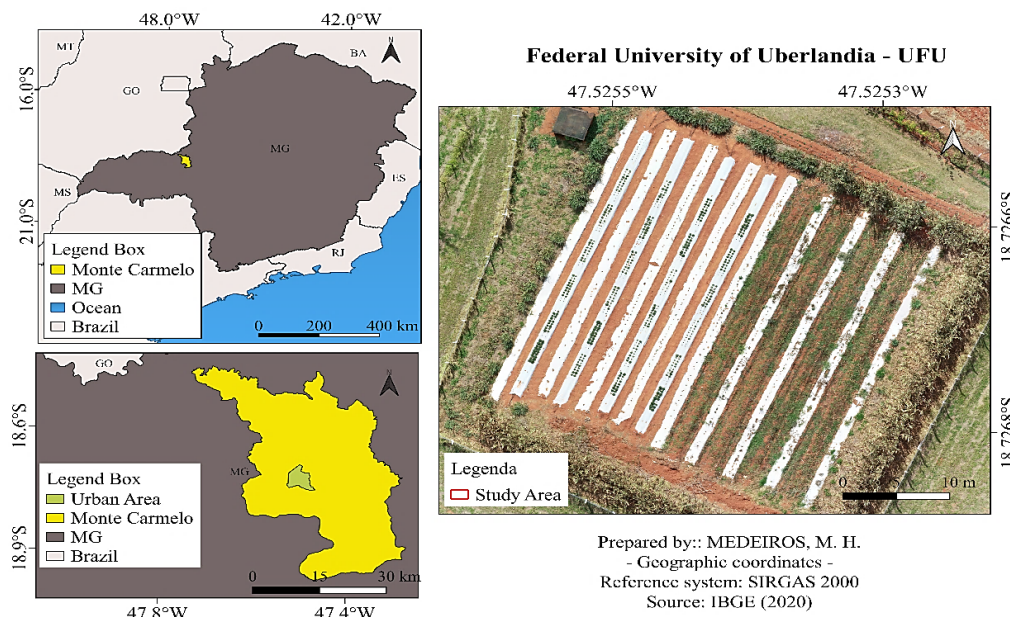 48.0°W 42.0°W
16.0°S
21.0°S
N
MT
BA
GO
MG
MS
ES
RJ
Legend Box
Monte Carmelo
MG
Ocean
Brazil
0 200 400 km
GO
N
18.6°S
18.9°S
MG
Legend Box
Urban Area
Monte Carmelo
MG
Brazil
0 15 30 km
47.8°W 47.4°W
Federal University of Uberlandia - UFU
47.5255°W 47.5253°W
N
18.7266°S
18.7268°S
Legenda
Study Area
0 5 10 m
Prepared by:: MEDEIROS, M. H.
- Geographic coordinates -
Reference system: SIRGAS 2000
Source: IBGE (2020)